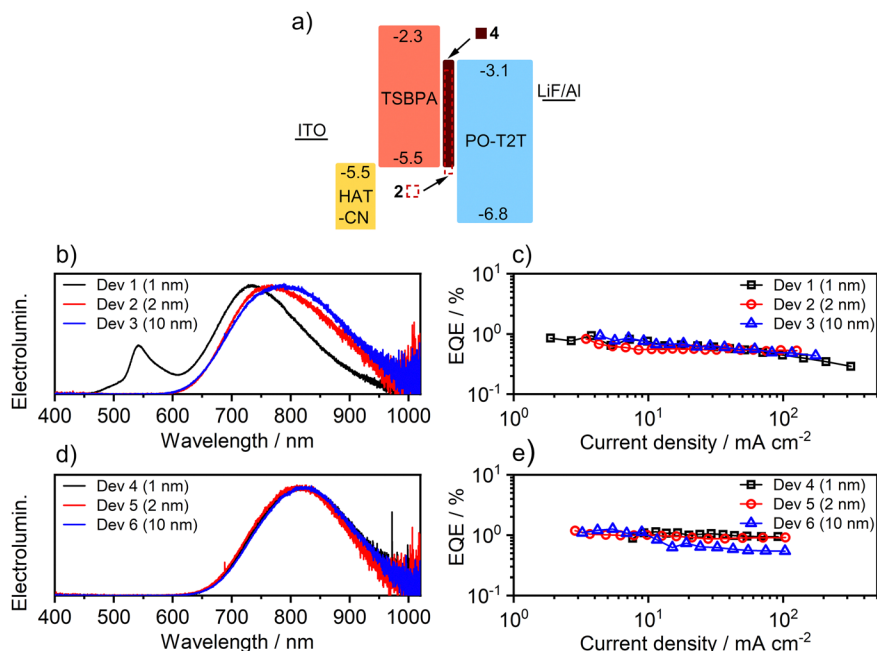 a)
-2.3
4
-3.1
LiF/Al
TSBPA
ITO
PO-T2T
-5.5
-5.5
HAT
-CN
2
-6.8
b)
Dev 1 (1 nm)
Dev 2 (2 nm)
Dev 3 (10 nm)
Electrolumin.
400 500 600 700 800 900 1000
Wavelength / nm
c)
Dev 1 (1 nm)
Dev 2 (2 nm)
Dev 3 (10 nm)
EQE / %
10^1
10^0
10^-1
10^0 10^1 10^2
Current density / mA cm^-2
d)
Dev 4 (1 nm)
Dev 5 (2 nm)
Dev 6 (10 nm)
Electrolumin.
400 500 600 700 800 900 1000
Wavelength / nm
e)
Dev 4 (1 nm)
Dev 5 (2 nm)
Dev 6 (10 nm)
EQE / %
10^1
10^0
10^-1
10^0 10^1 10^2
Current density / mA cm^-2